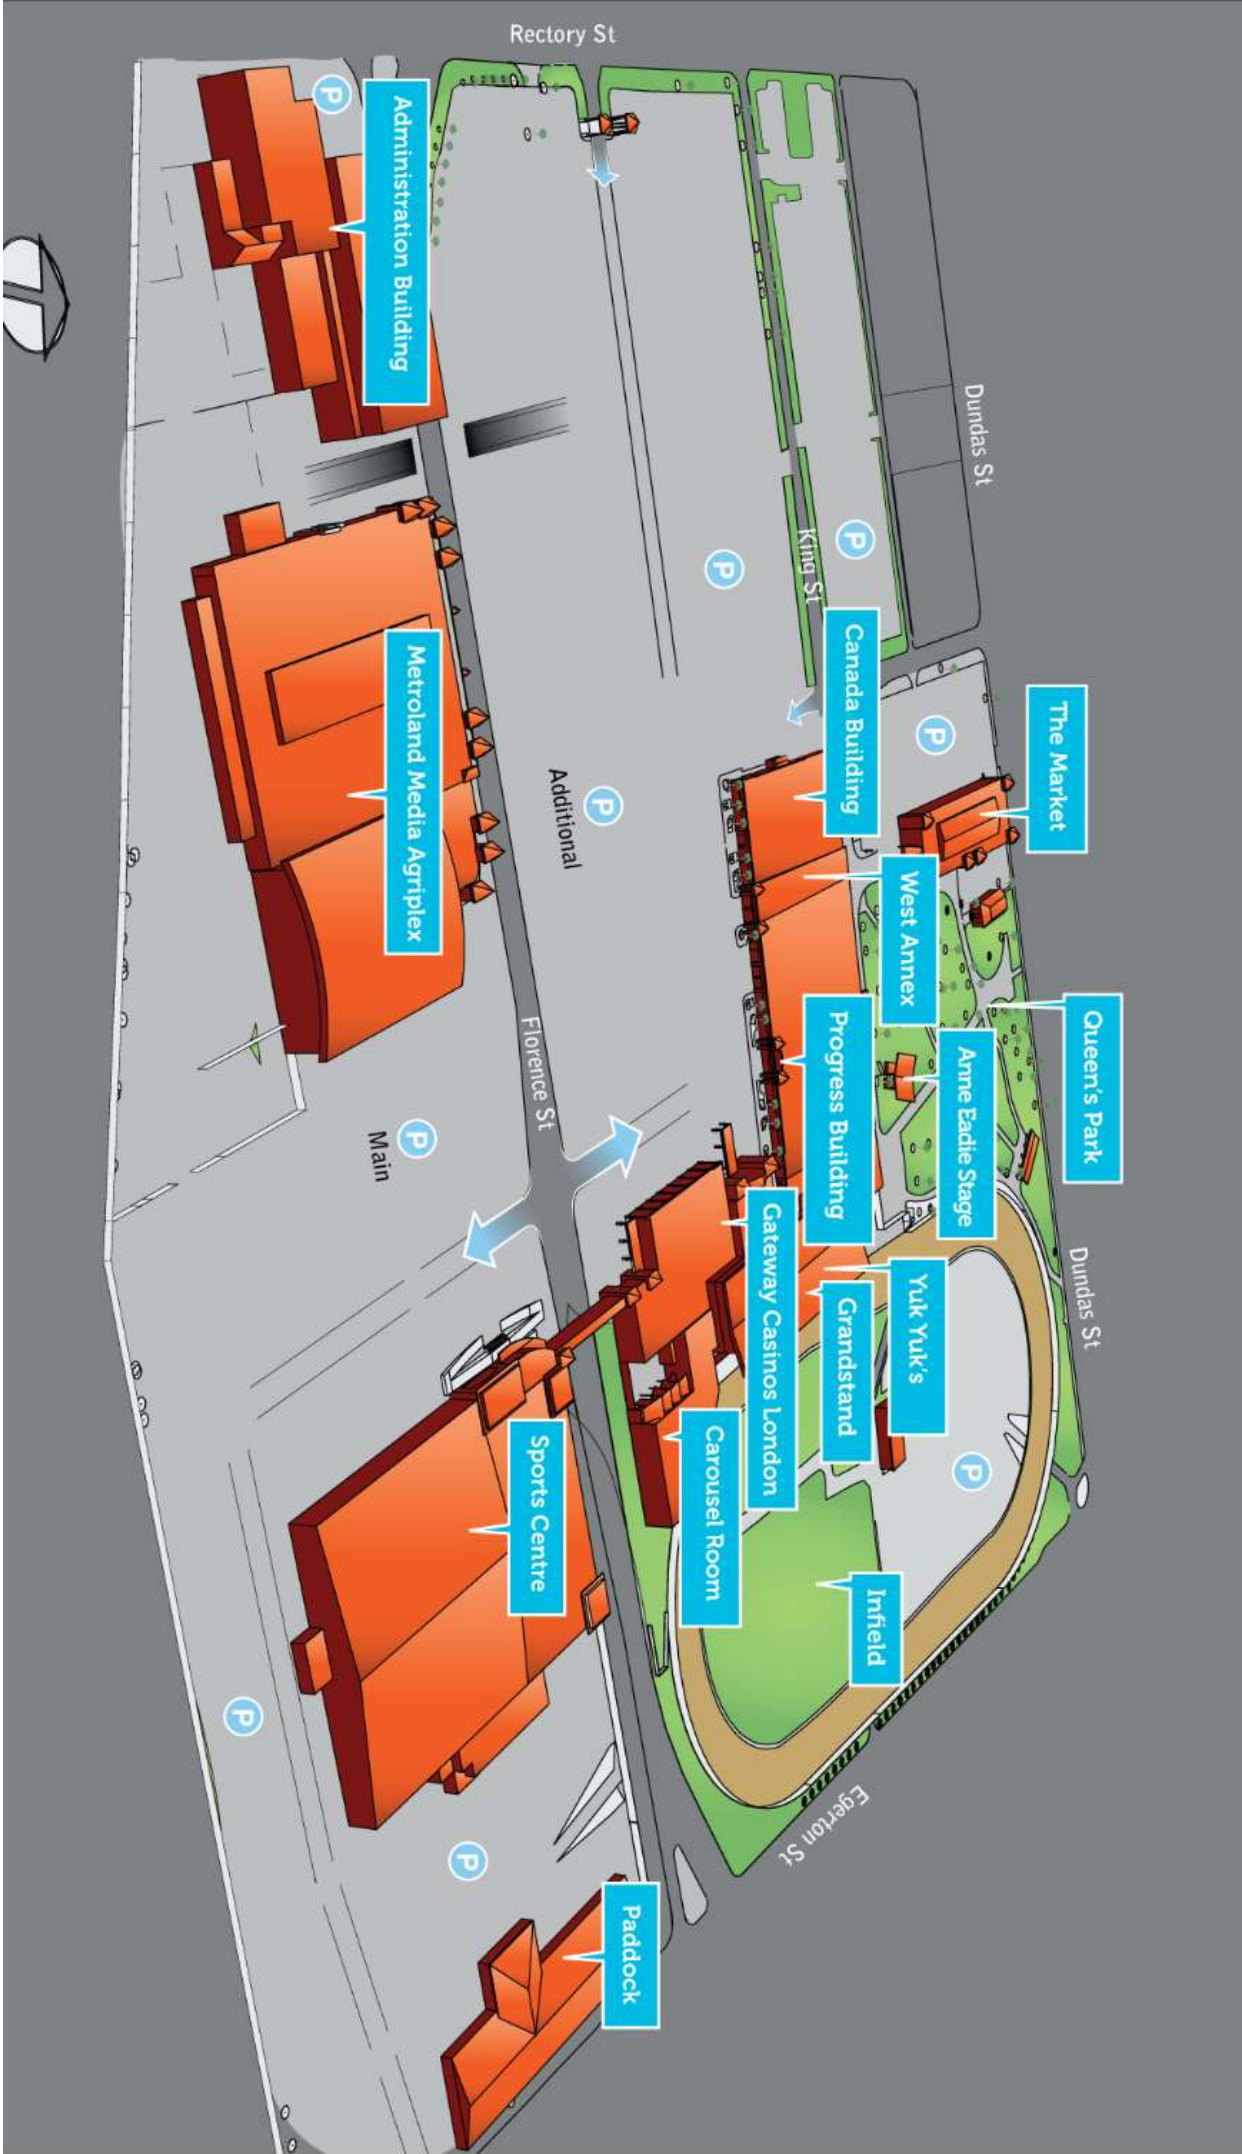 Queen's Park
Dundas St
The Market
Dundas St
P
Anne Eadie Stage
P
Yuk Yuk's
West Annex
Infield
P
Canada Building
Grandstand
Progress Building
Egerton St
King St
Gateway Casinos London
P
Carousel Room
Paddock
P
Additional
Rectory St
Florence St
Sports Centre
P
Metroland Media Agriplex
P
Main
Administration Building
P
P